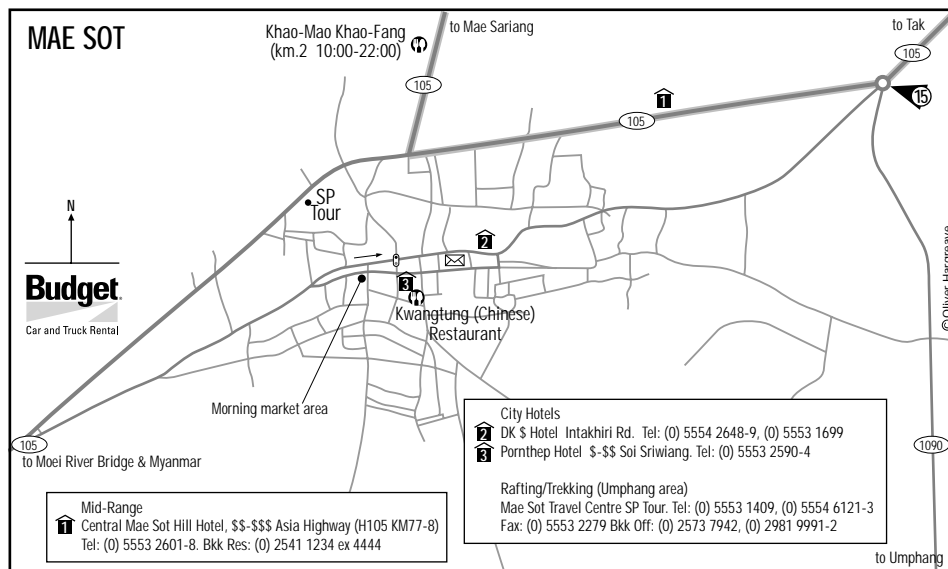 MAE SOT
Khao-Mao Khao-Fang
(km.2 10:00-22:00)
to Mae Sariang
to Tak
105
105
105
15
1
SP
Tour
N
2
3
Budget
Car and Truck Rental
Kwangtung (Chinese)
Restaurant
©Oliver Hargreave
Morning market area
105
to Moei River Bridge & Myanmar
1090
City Hotels
2 DK $ Hotel Intakhiri Rd. Tel: (0) 5554 2648-9, (0) 5553 1699
3 Pornthep Hotel $-$$ Soi Sriwiang. Tel: (0) 5553 2590-4
Rafting/Trekking (Umphang area)
Mae Sot Travel Centre SP Tour. Tel: (0) 5553 1409, (0) 5554 6121-3
Fax: (0) 5553 2279 Bkk Off: (0) 2573 7942, (0) 2981 9991-2
Mid-Range
1 Central Mae Sot Hill Hotel, $$-$$$ Asia Highway (H105 KM77-8)
Tel: (0) 5553 2601-8. Bkk Res: (0) 2541 1234 ex 4444
to Umphang